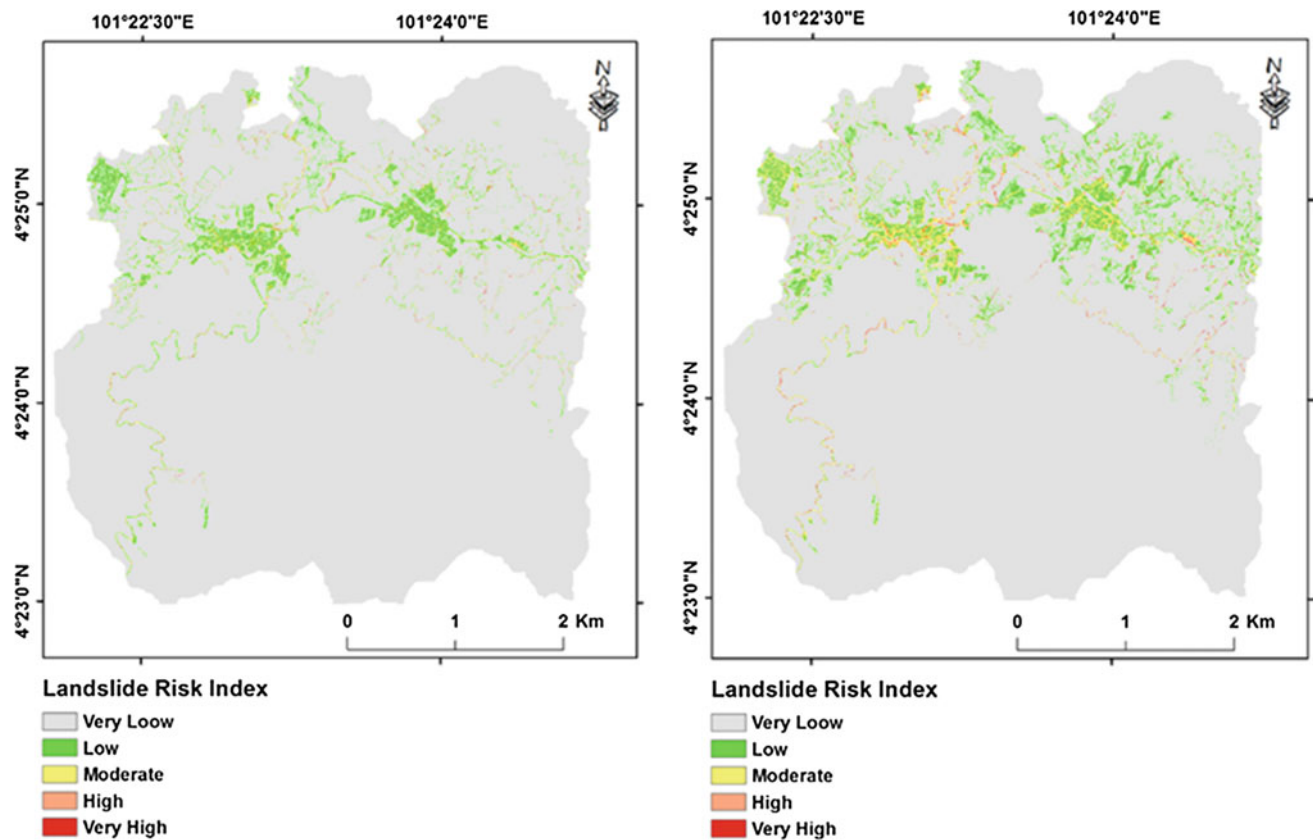 101°22'30"E 101°24'0"E
N
4°25'0"N
4°24'0"N
4°23'0"N
0 1 2 Km
Landslide Risk Index
Very Loow
Low
Moderate
High
Very High
101°22'30"E 101°24'0"E
N
4°25'0"N
4°24'0"N
4°23'0"N
0 1 2 Km
Landslide Risk Index
Very Loow
Low
Moderate
High
Very High